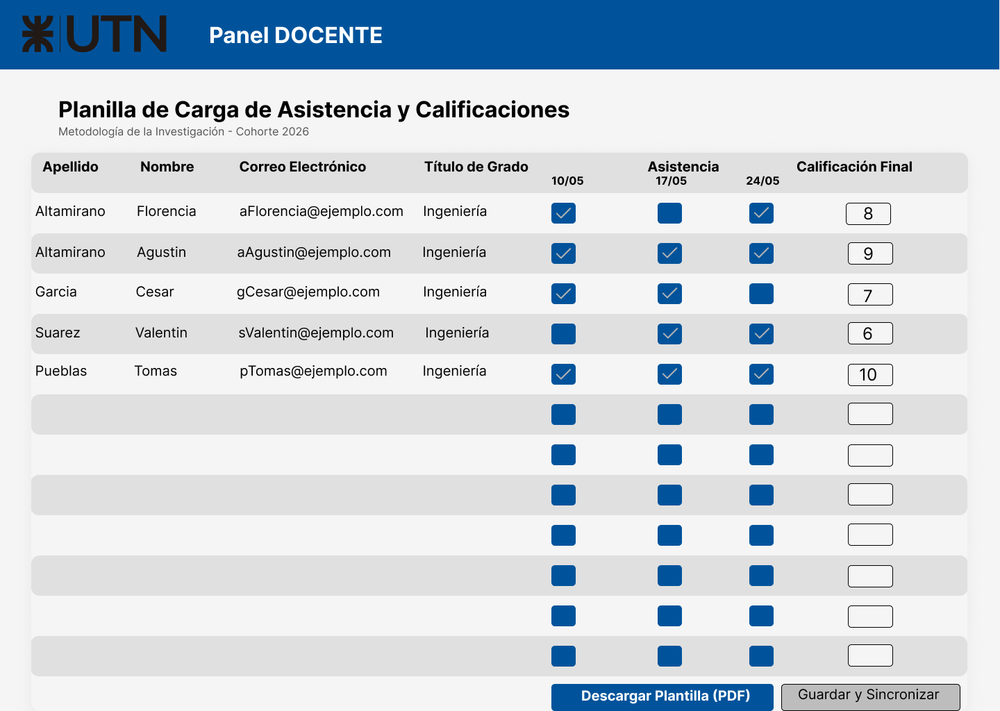 UTN
Panel DOCENTE
Planilla de Carga de Asistencia y Calificaciones
Metodología de la Investigación - Cohorte 2026
Apellido Nombre Correo Electrónico Título de Grado Asistencia Calificación Final
10/05 17/05 24/05
Altamirano Florencia aFlorencia@ejemplo.com Ingeniería 8
Altamirano Agustin aAgustin@ejemplo.com Ingeniería 9
Garcia Cesar gCesar@ejemplo.com Ingeniería 7
Suarez Valentin sValentin@ejemplo.com Ingeniería 6
Pueblas Tomas pTomas@ejemplo.com Ingeniería 10
Descargar Plantilla (PDF) Guardar y Sincronizar